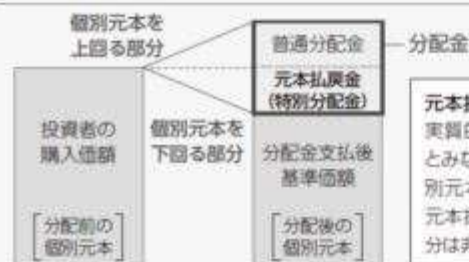 個別元本を
上回る部分
普通分配金
分配金
元本払戻金
(特別分配金)
投資者の
購入価額
個別元本を
下回る部分
分配金支払後
基準価額
[分配前の
個別元本]
[分配後の
個別元本]
元本
実質
とみな
別元本
元本払
分は非